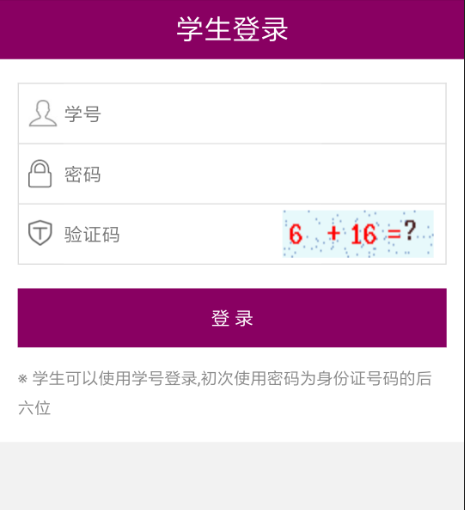 学生登录
学号
密码
验证码 6 + 16 =?
登 录
※ 学生可以使用学号登录,初次使用密码为身份证号码的后
六位